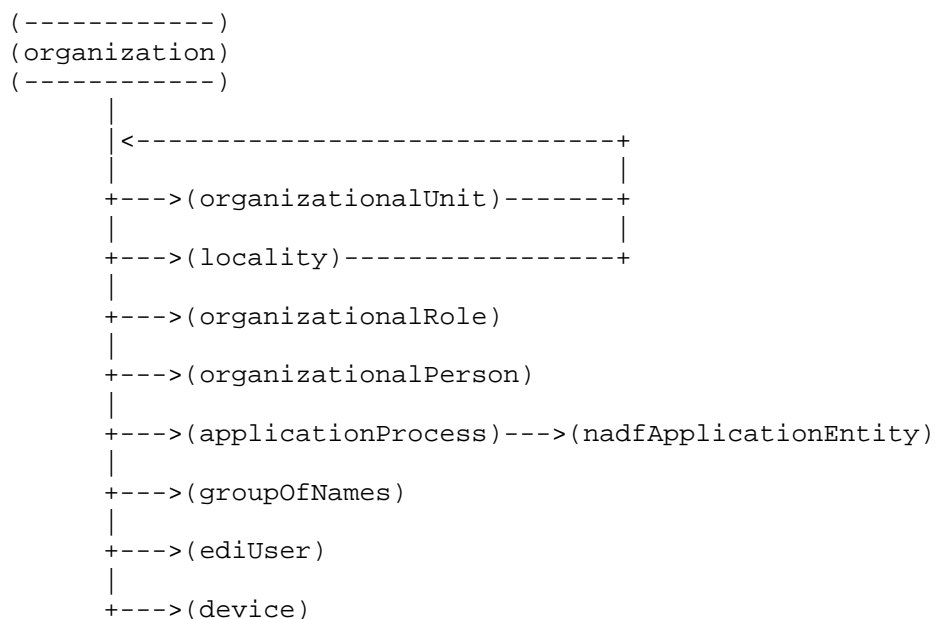 (------------)
(organization)
(------------)
      |
      |<------------------------------+
      |                               |
      +--->(organizationalUnit)-------+
      |                               |
      +--->(locality)-----------------+
      |
      +--->(organizationalRole)
      |
      +--->(organizationalPerson)
      |
      +--->(applicationProcess)--->(nadfApplicationEntity)
      |
      +--->(groupOfNames)
      |
      +--->(ediUser)
      |
      +--->(device)